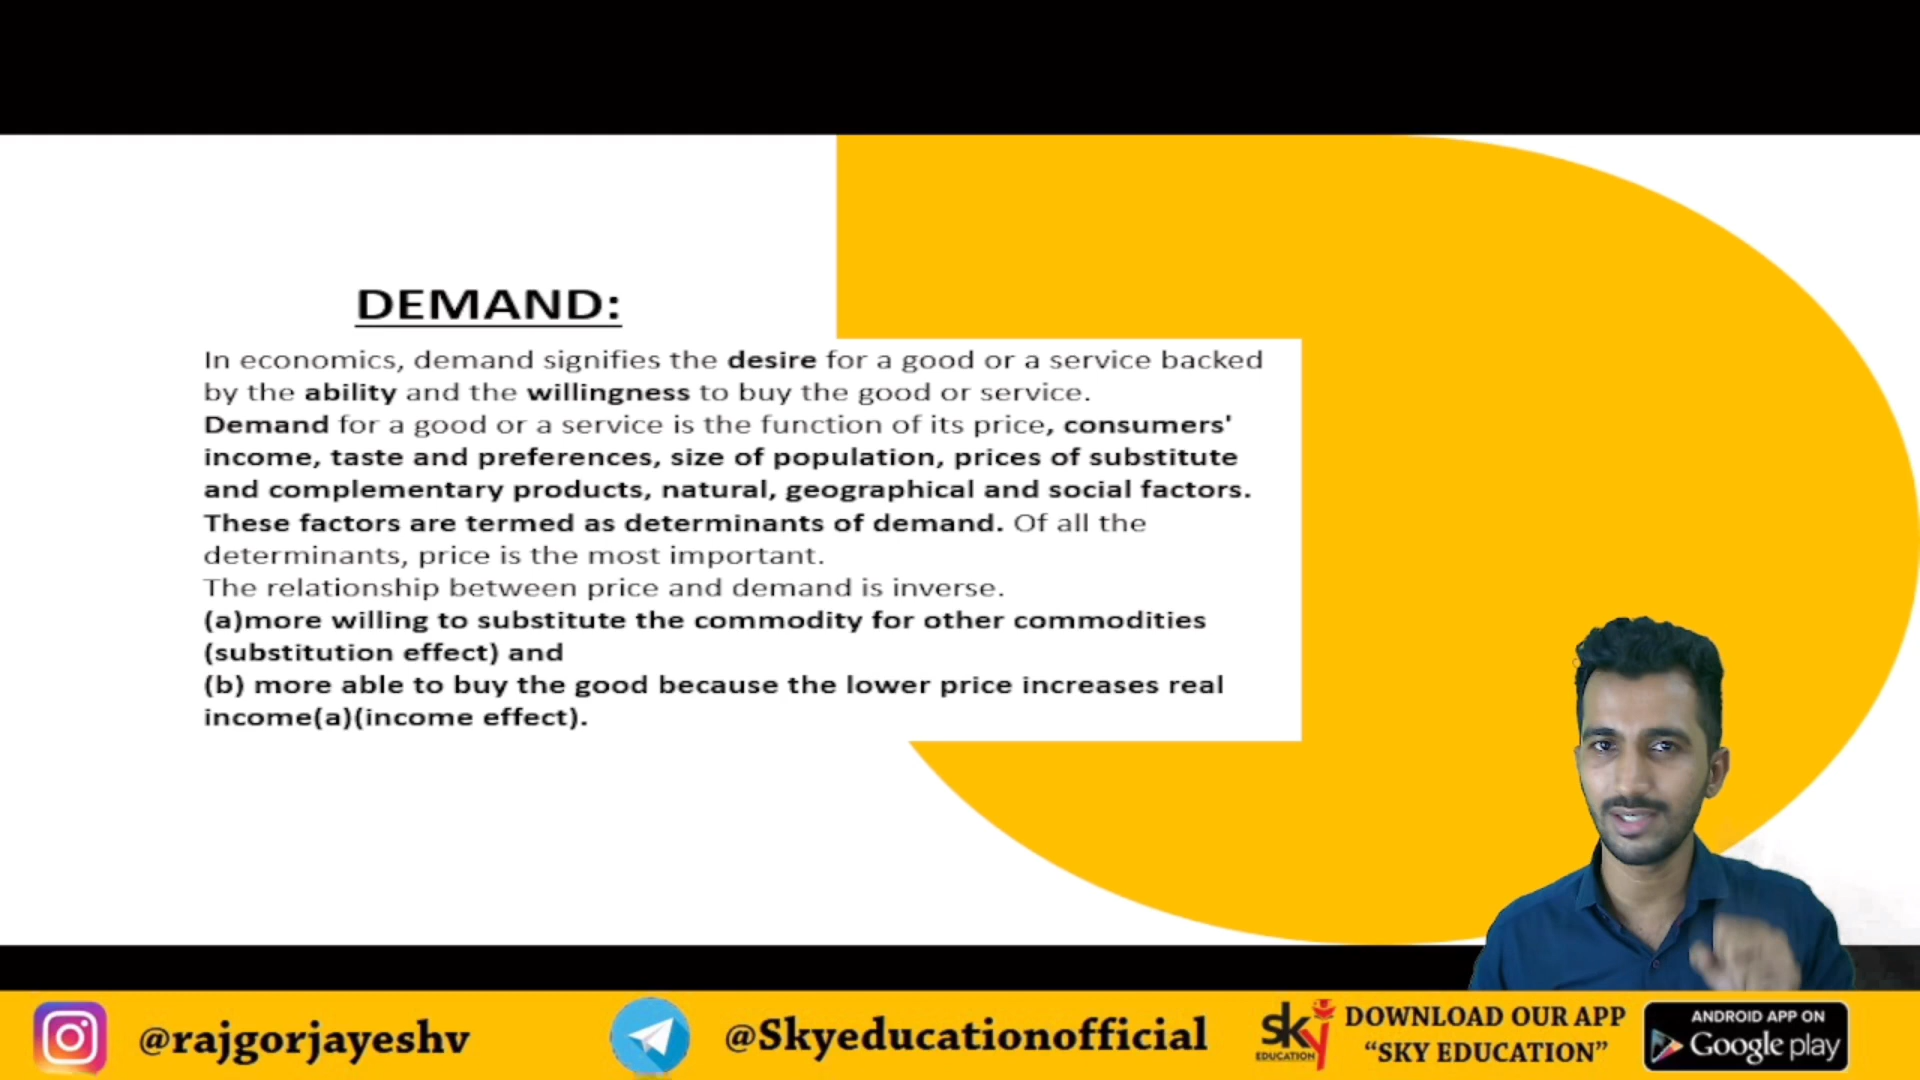 DEMAND:
In economics, demand signifies the desire for a good or a service backed
by the ability and the willingness to buy the good or service.
Demand for a good or a service is the function of its price, consumers'
income, taste and preferences, size of population, prices of substitute
and complementary products, natural, geographical and social factors.
These factors are termed as determinants of demand. Of all the
determinants, price is the most important.
The relationship between price and demand is inverse.
(a)more willing to substitute the commodity for other commodities
(substitution effect) and
(b) more able to buy the good because the lower price increases real
income(a)(income effect).
@rajgorjayeshv
@Skyeducationofficial
sky
EDUCATION
DOWNLOAD OUR APP
“SKY EDUCATION”
ANDROID APP ON
Google play